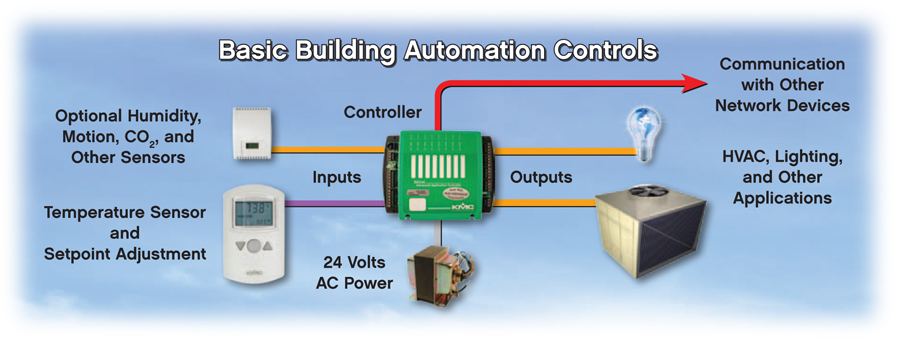 Basic Building Automation Controls
Communication
with Other
Network Devices
Controller
Optional Humidity,
Motion, CO2, and
Other Sensors
HVAC, Lighting,
and Other
Applications
Inputs
Outputs
Temperature Sensor
and
Setpoint Adjustment
24 Volts
AC Power
KMC